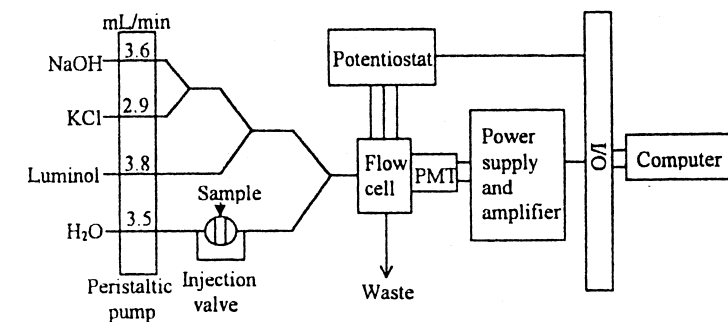 mL/min
NaOH
3.6
KCl
2.9
Luminol
3.8
H₂O
3.5
Peristaltic
pump
Sample
Injection
valve
Potentiostat
Flow
cell
PMT
Waste
Power
supply
and
amplifier
I/O
Computer